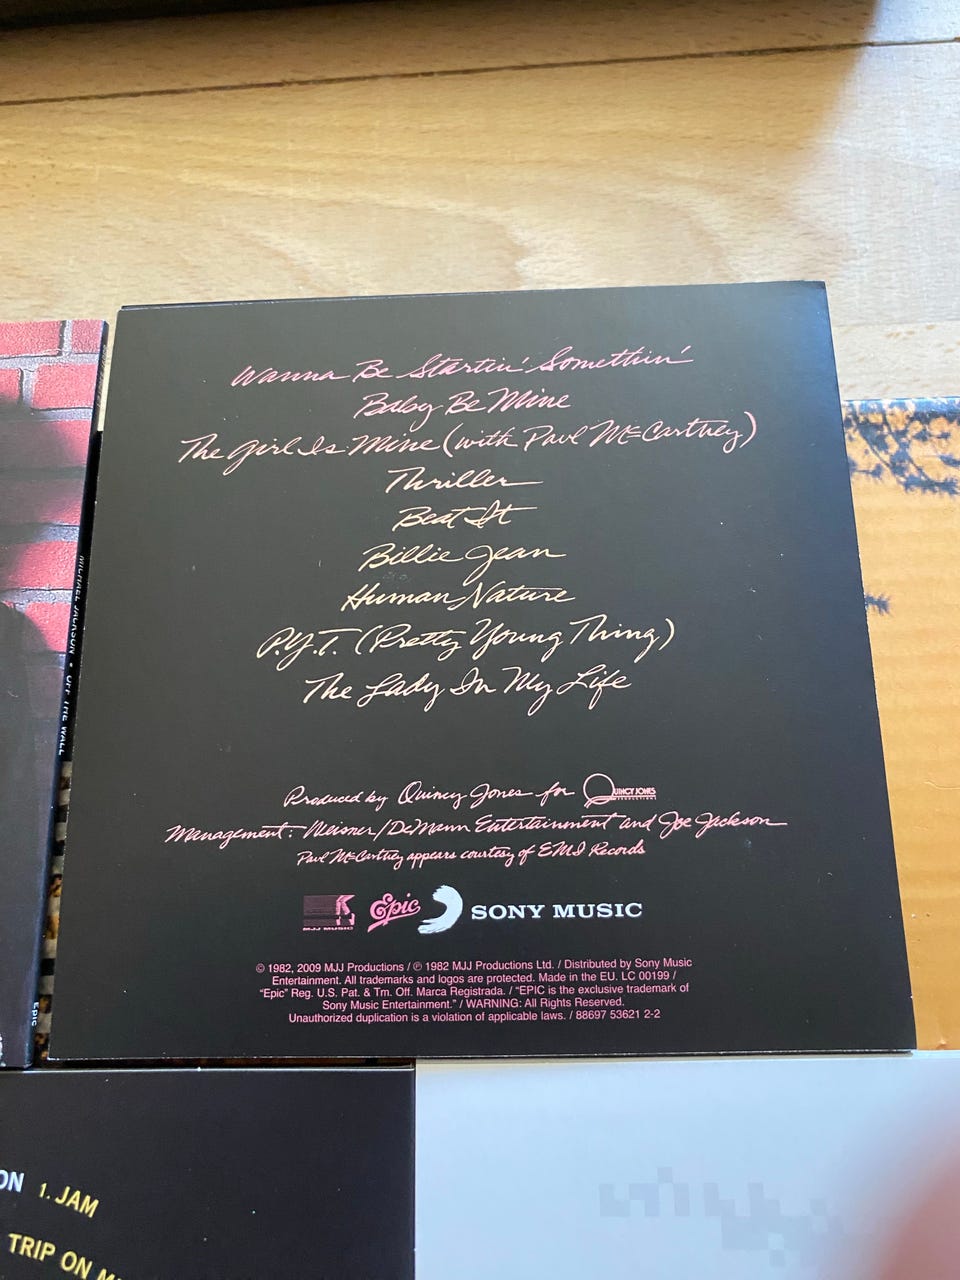 Wanna Be Startin' Somethin'
Baby Be Mine
The Girl Is Mine (with Paul McCartney)
Thriller
Beat It
Billie Jean
Human Nature
P.Y.T. (Pretty Young Thing)
The Lady In My Life
Produced by Quincy Jones for QUINCY JONES PRODUCTIONS
Management: Weisner/DeMann Entertainment and Joe Jackson
Paul McCartney appears courtesy of EMI Records
MJJ MUSIC Epic SONY MUSIC
© 1982, 2009 MJJ Productions / ℗ 1982 MJJ Productions Ltd. / Distributed by Sony Music
Entertainment. All trademarks and logos are protected. Made in the EU. LC 00199 /
"Epic" Reg. U.S. Pat. & Tm. Off. Marca Registrada. / "EPIC is the exclusive trademark of
Sony Music Entertainment." / WARNING: All Rights Reserved.
Unauthorized duplication is a violation of applicable laws. / 88697 53621 2-2
MICHAEL JACKSON • OFF THE WALL
EPIC
ON 1. JAM
TRIP ON